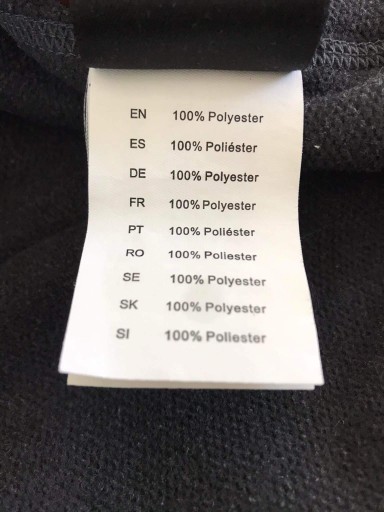 EN 100% Polyester
ES 100% Poliéster
DE 100% Polyester
FR 100% Polyester
PT 100% Poliéster
RO 100% Poliester
SE 100% Polyester
SK 100% Polyester
SI 100% Poliester